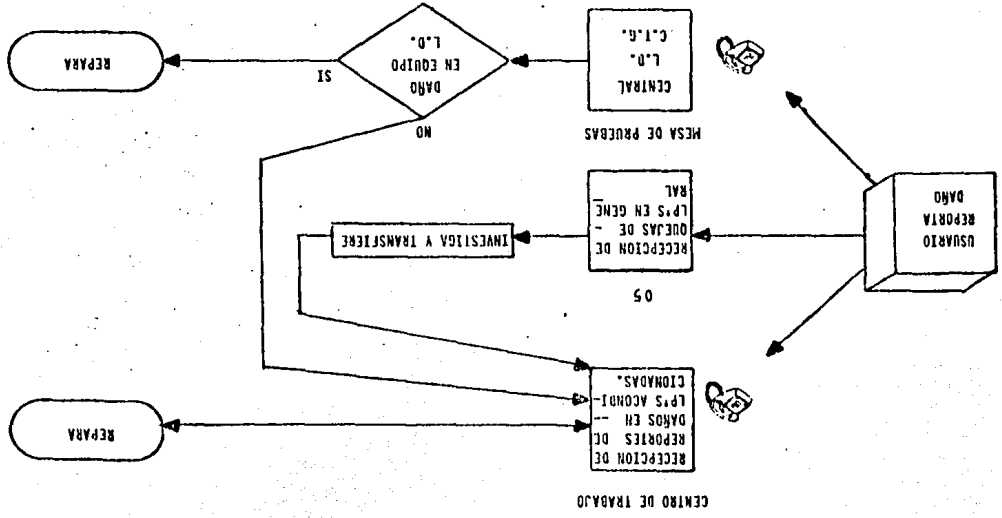 CENTRO DE TRABAJO
RECEPCION DE
REPORTES DE
DAÑOS EN --
LP'S ACONDI-
CIONADAS.
REPARA
USUARIO
REPORTA
DAÑO
05
RECEPCION DE
QUEJAS DE -
LP'S EN GENE
RAL
INVESTIGA Y TRANSFIERE
MESA DE PRUEBAS
CENTRAL
L.D.
C.T.G.
NO
DAÑO
EN EQUIPO
L.D.
SI
REPARA